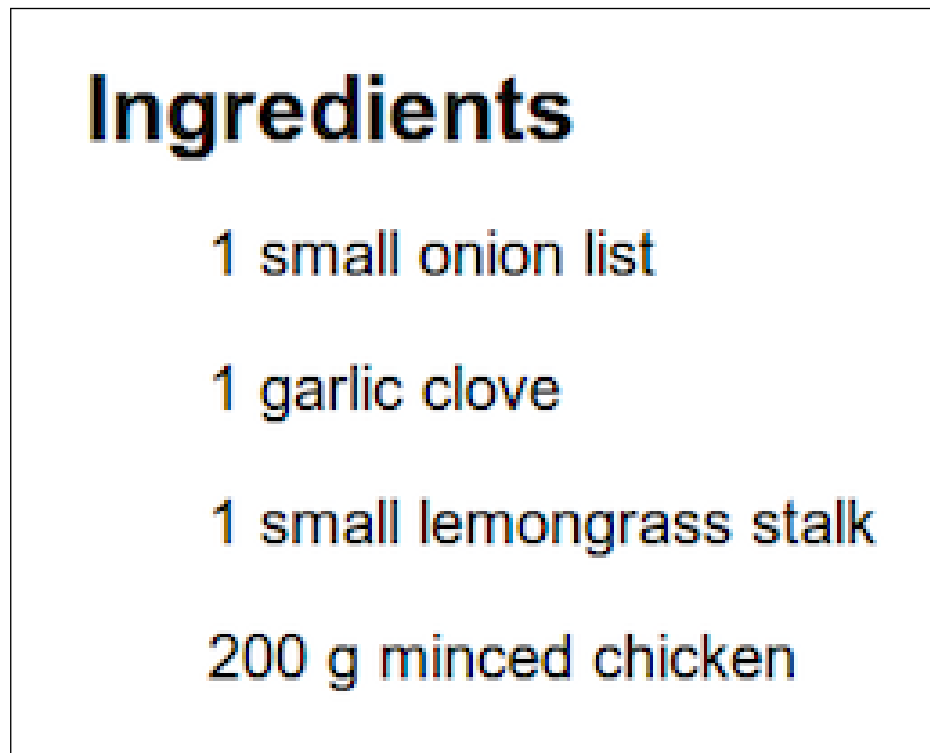 Ingredients
1 small onion list
1 garlic clove
1 small lemongrass stalk
200 g minced chicken